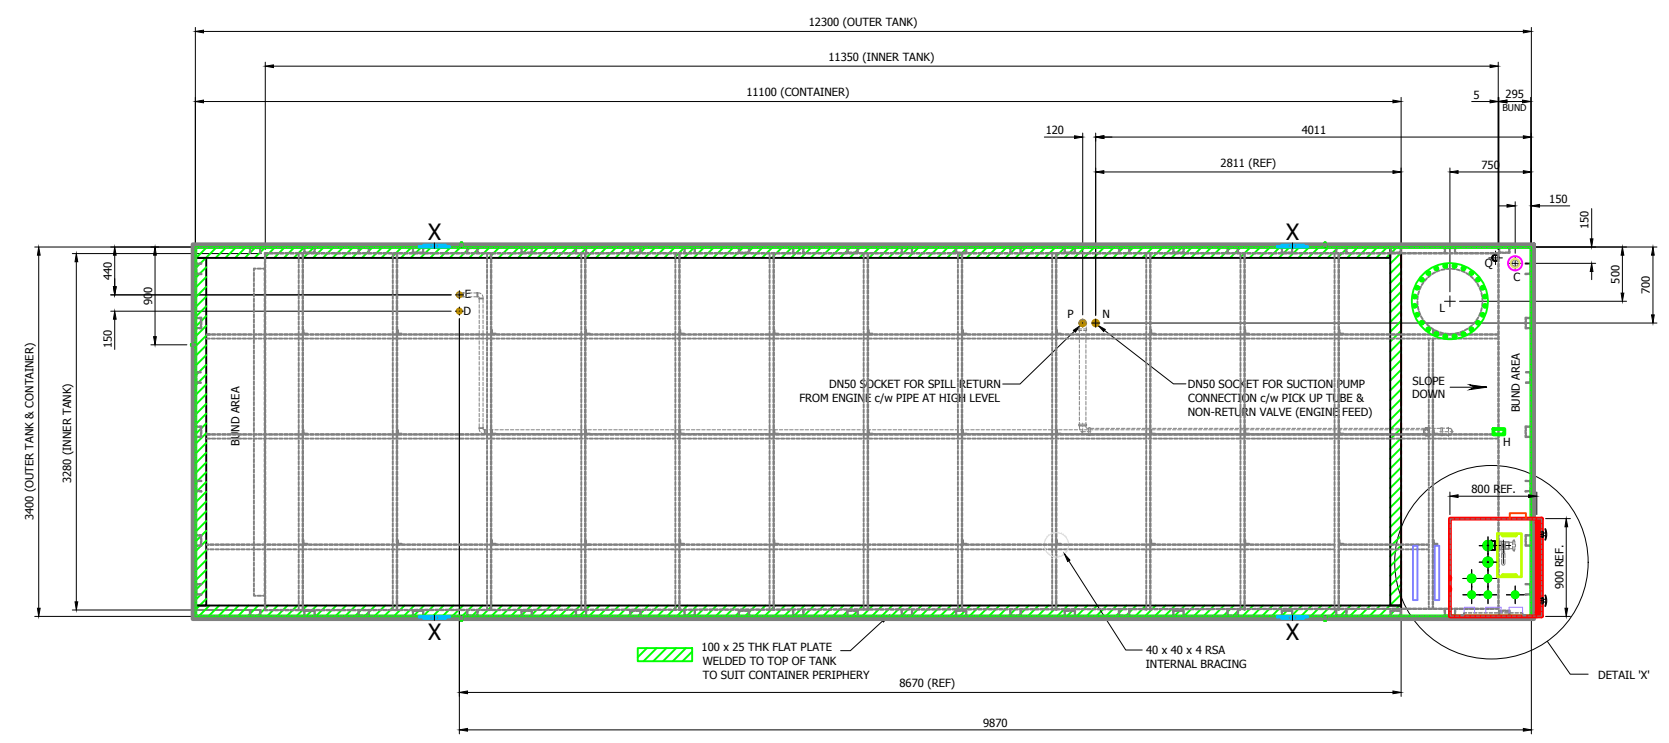 12300 (OUTER TANK)
11350 (INNER TANK)
11100 (CONTAINER)
5
295
BUND
120
4011
2811 (REF)
750
150
150
X
X
440
900
150
E
D
P
N
Q
C
L
500
700
3400 (OUTER TANK & CONTAINER)
3280 (INNER TANK)
BUND AREA
DN50 SOCKET FOR SPILL RETURN
FROM ENGINE c/w PIPE AT HIGH LEVEL
DN50 SOCKET FOR SUCTION PUMP
CONNECTION c/w PICK UP TUBE &
NON-RETURN VALVE (ENGINE FEED)
SLOPE
DOWN
BUND AREA
H
800 REF.
900 REF.
X
X
100 x 25 THK FLAT PLATE
WELDED TO TOP OF TANK
TO SUIT CONTAINER PERIPHERY
40 x 40 x 4 RSA
INTERNAL BRACING
DETAIL 'X'
8670 (REF)
9870